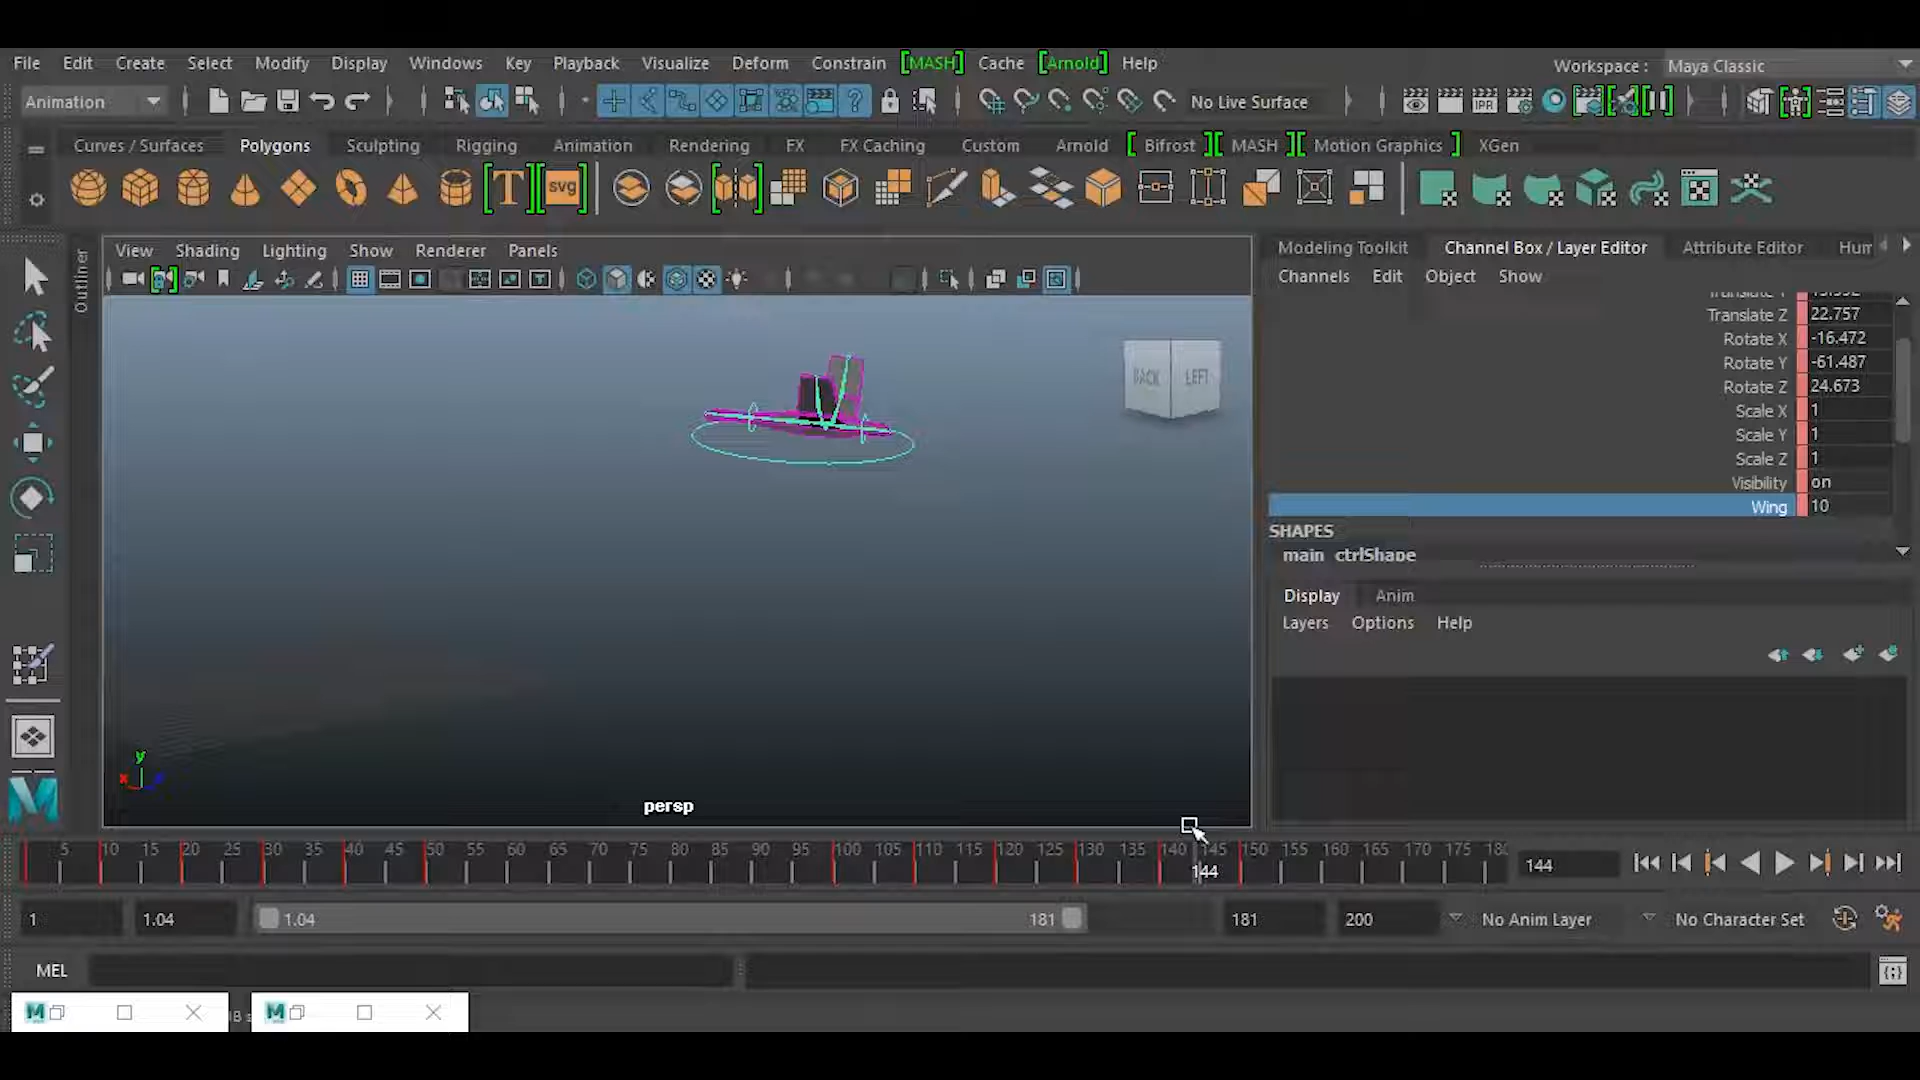 File Edit Create Select Modify Display Windows Key Playback Visualize Deform Constrain [MASH] Cache [Arnold] Help
Workspace : Maya Classic
Animation No Live Surface IPR
Curves / Surfaces Polygons Sculpting Rigging Animation Rendering FX FX Caching Custom Arnold [ Bifrost ][ MASH ][ Motion Graphics ] XGen
T svg
Outliner
View Shading Lighting Show Renderer Panels
Modeling Toolkit Channel Box / Layer Editor Attribute Editor Hum
Channels Edit Object Show
Translate Z 22.757
Rotate X -16.472
Rotate Y -61.487
Rotate Z 24.673
Scale X 1
Scale Y 1
Scale Z 1
Visibility on
Wing 10
SHAPES
main_ctrlShape
BACK LEFT
Display Anim
Layers Options Help
y
x
persp
5 10 15 20 25 30 35 40 45 50 55 60 65 70 75 80 85 90 95 100 105 110 115 120 125 130 135 140 145 150 155 160 165 170 175 180
144
144
1 1.04 1.04 181 181 200 No Anim Layer No Character Set
MEL
M M